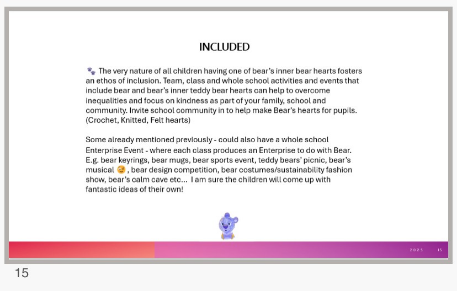 INCLUDED
The very nature of all children having one of bear's inner bear hearts fosters
an ethos of inclusion. Team, class and whole school activities and events that
include bear and bear's inner teddy bear hearts can help to overcome
inequalities and focus on kindness as part of your family, school and
community. Invite school community in to help make Bear's hearts for pupils.
(Crochet, Knitted, Felt hearts)
Some already mentioned previously - could also have a whole school
Enterprise Event - where each class produces an Enterprise to do with Bear.
E.g. bear keyrings, bear mugs, bear sports event, teddy bears' picnic, bear's
musical 😊, bear design competition, bear costumes/sustainability fashion
show, bear's calm cave etc... I am sure the children will come up with
fantastic ideas of their own!
15
15